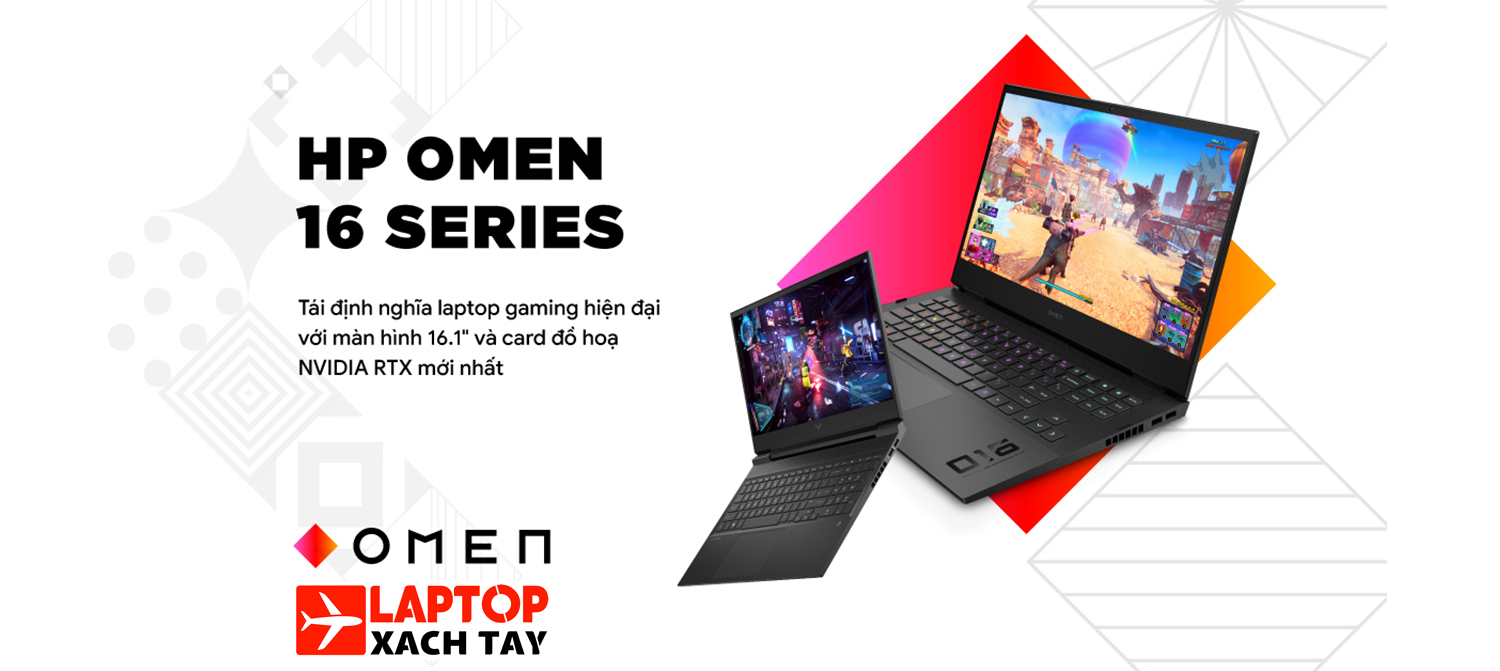 HP OMEN
16 SERIES
Tái định nghĩa laptop gaming hiện đại
với màn hình 16.1" và card đồ hoạ
NVIDIA RTX mới nhất
OMEN
LAPTOP
XACH TAY
OMEN